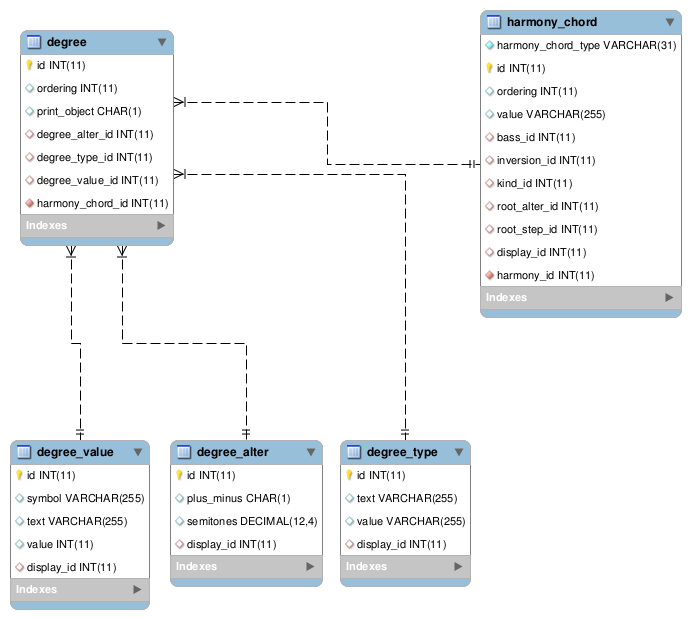 degree
id INT(11)
ordering INT(11)
print_object CHAR(1)
degree_alter_id INT(11)
degree_type_id INT(11)
degree_value_id INT(11)
harmony_chord_id INT(11)
Indexes
harmony_chord
harmony_chord_type VARCHAR(31)
id INT(11)
ordering INT(11)
value VARCHAR(255)
bass_id INT(11)
inversion_id INT(11)
kind_id INT(11)
root_alter_id INT(11)
root_step_id INT(11)
display_id INT(11)
harmony_id INT(11)
Indexes
degree_value
id INT(11)
symbol VARCHAR(255)
text VARCHAR(255)
value INT(11)
display_id INT(11)
Indexes
degree_alter
id INT(11)
plus_minus CHAR(1)
semitones DECIMAL(12,4)
display_id INT(11)
Indexes
degree_type
id INT(11)
text VARCHAR(255)
value VARCHAR(255)
display_id INT(11)
Indexes